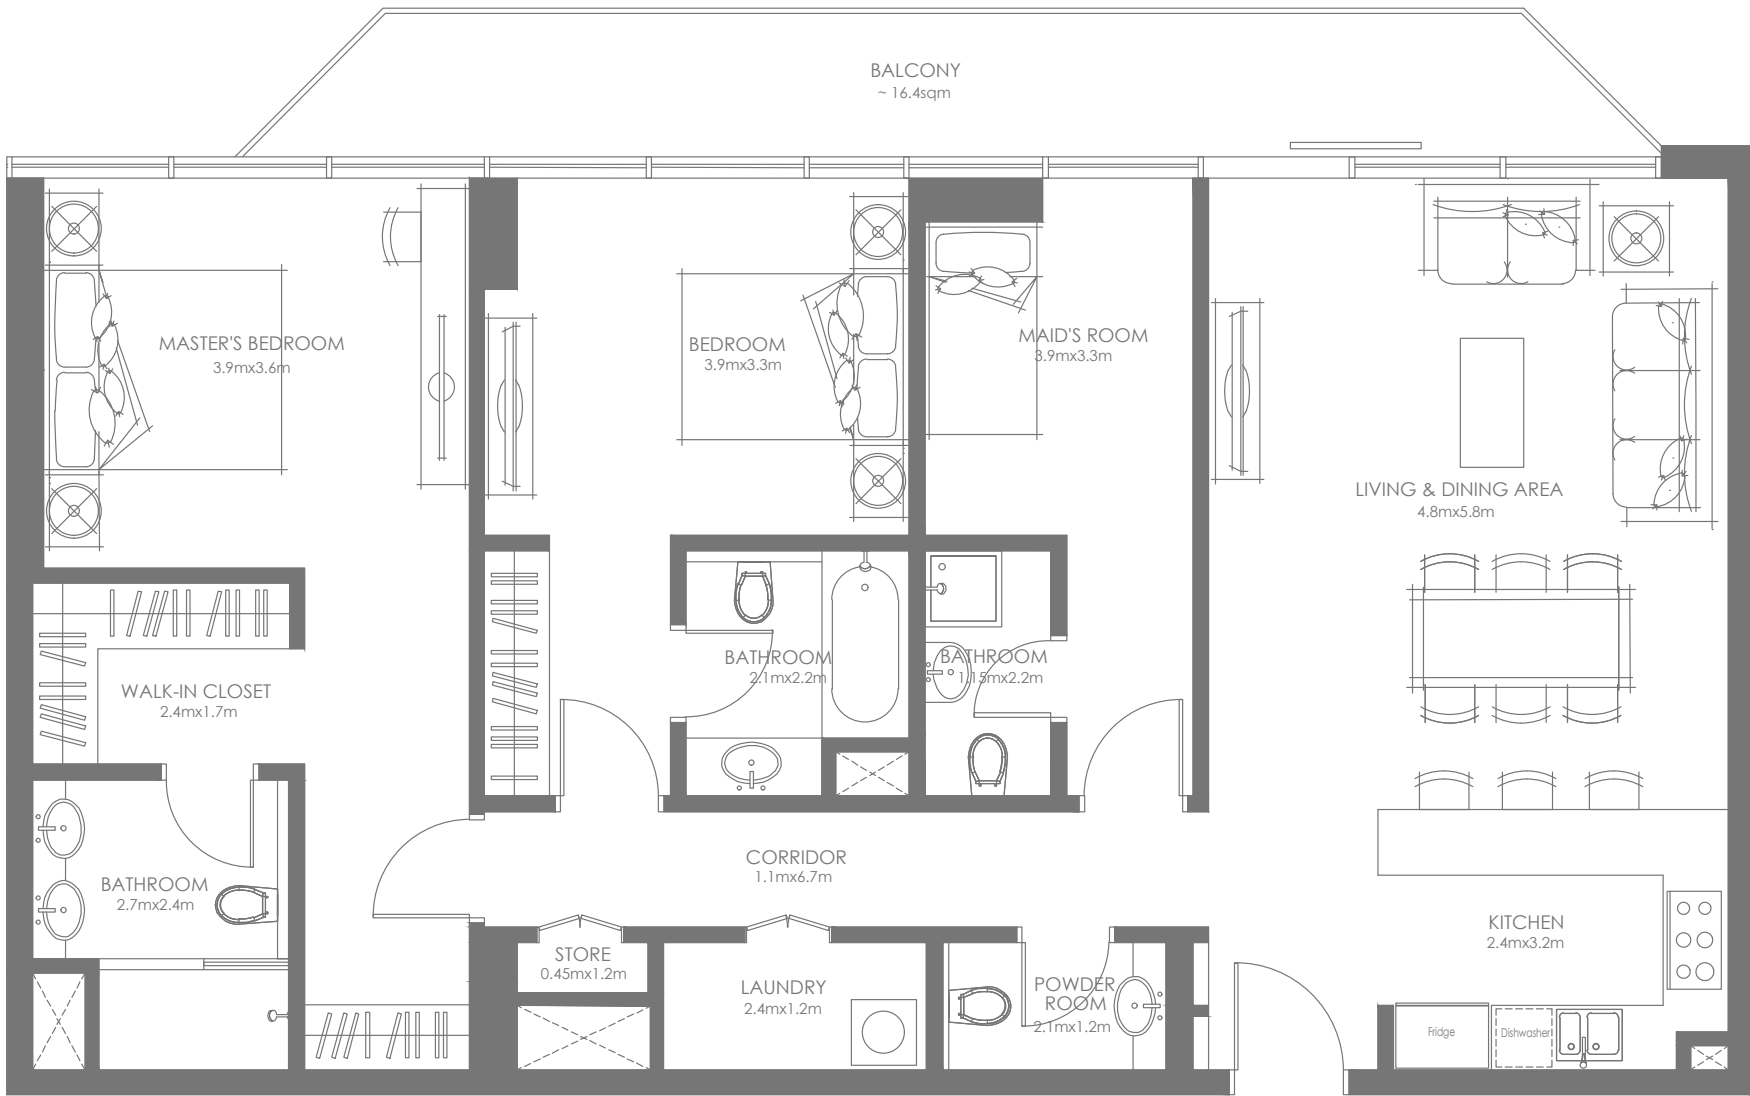 BALCONY
~ 16.4sqm
MASTER'S BEDROOM
3.9mx3.6m
BEDROOM
3.9mx3.3m
MAID'S ROOM
3.9mx3.3m
LIVING & DINING AREA
4.8mx5.8m
WALK-IN CLOSET
2.4mx1.7m
BATHROOM
2.1mx2.2m
BATHROOM
1.15mx2.2m
BATHROOM
2.7mx2.4m
CORRIDOR
1.1mx6.7m
KITCHEN
2.4mx3.2m
STORE
0.45mx1.2m
LAUNDRY
2.4mx1.2m
POWDER
ROOM
2.1mx1.2m
Fridge
Dishwasher